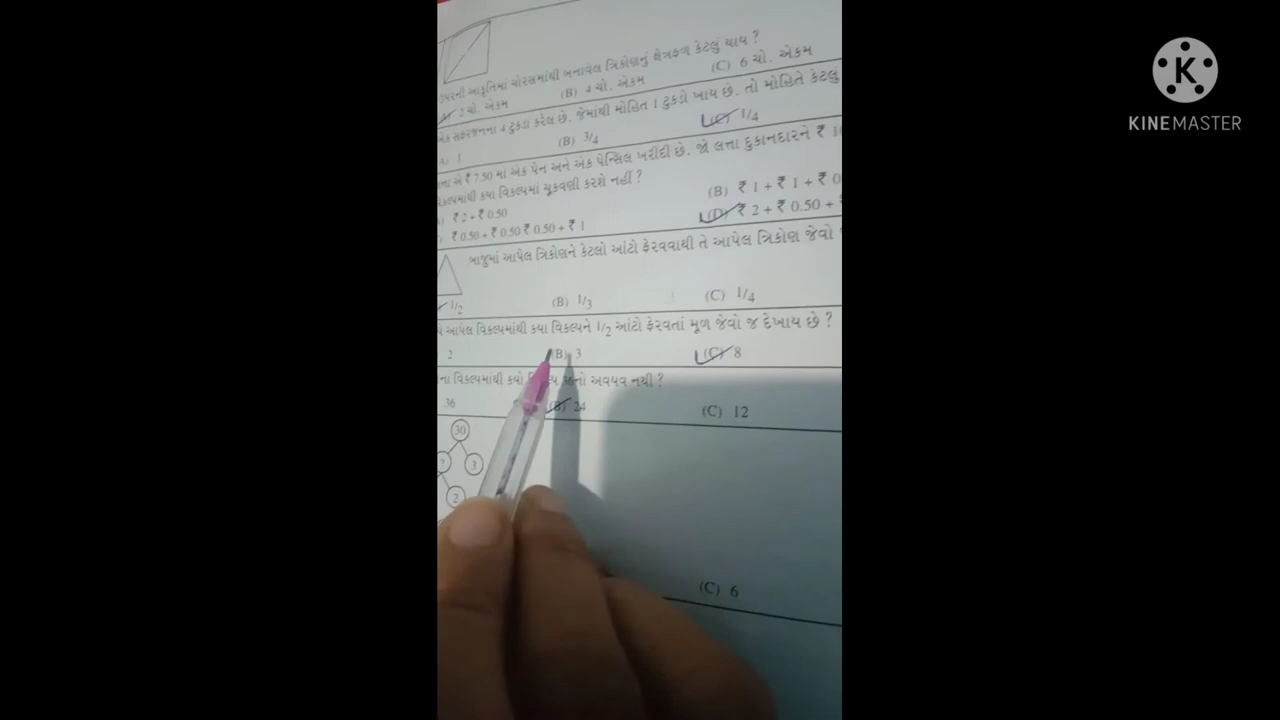 ઉપરની આકૃતિમાં ચોરસમાંથી બનાવેલ ત્રિકોણનું ક્ષેત્રફળ કેટલું થાય ?
2 ચો. એકમ (B) 4 ચો. એકમ (C) 6 ચો. એકમ
એક સફરજનના 4 ટુકડા કરેલ છે. જેમાંથી મોહિત 1 ટુકડો ખાય છે. તો મોહિતે કેટલું
1 (B) 3/4 (C) 1/4
એ ₹ 7.50 મા એક પેન અને એક પેન્સિલ ખરીદી છે. જો લત્તા દુકાનદારને ₹
કયા વિકલ્પમાં ચૂકવણી કરશે નહીં ?
₹ 2 + ₹ 0.50 (B) ₹ 1 + ₹ 1 + ₹
₹ 0.50 + ₹ 0.50 ₹ 0.50 + ₹ 1 (D) ₹ 2 + ₹ 0.50 +
બાજુમાં આપેલ ત્રિકોણને કેટલો આંટો ફેરવવાથી તે આપેલ ત્રિકોણ જેવો
1/2 (B) 1/3 (C) 1/4
આપેલ વિકલ્પમાંથી કયા વિકલ્પને 1/2 આંટો ફેરવતાં મૂળ જેવો જ દેખાય છે ?
2 (B) 3 (C) 8
વિકલ્પમાંથી કયો 36નો અવયવ નથી ?
36 (B) 24 (C) 12
30
? 3
2
(C) 6
K
KINEMASTER